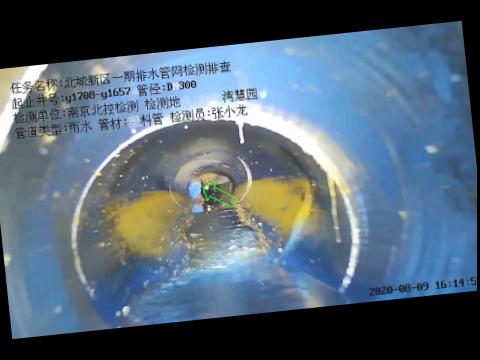 任务名称:北城新区一期排水管网检测排查
起止井号:y1708-y1657 管径:D 300
检测单位:南京北控检测 检测地 湾慧园
管道类型:雨水 管材: 料管 检测员:张小龙
2020-08-09 16:14:5